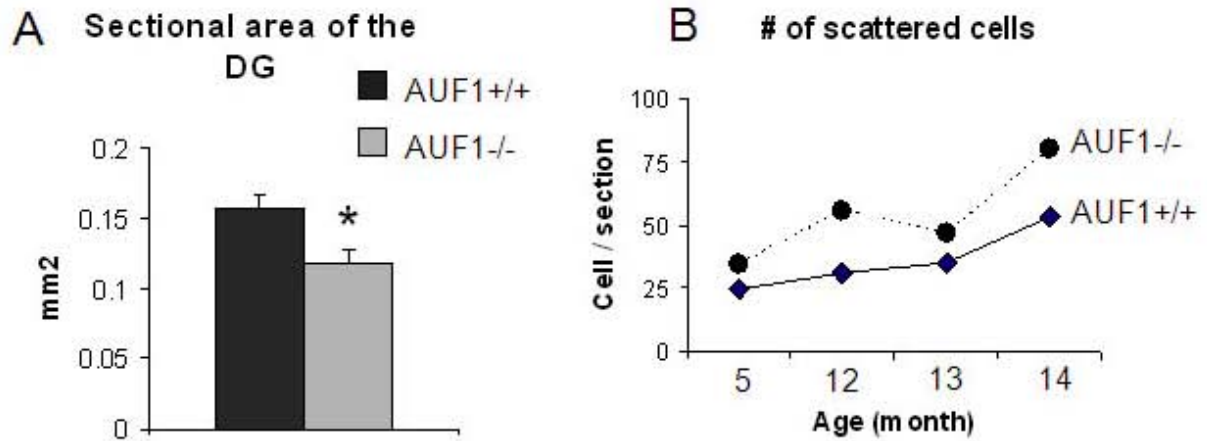 A
Sectional area of the
DG
AUF1+/+
AUF1-/-
0.2
0.15
0.1
0.05
0
mm2
*
B
# of scattered cells
100
75
50
25
0
Cell / section
AUF1-/-
AUF1+/+
5 12 13 14
Age (month)